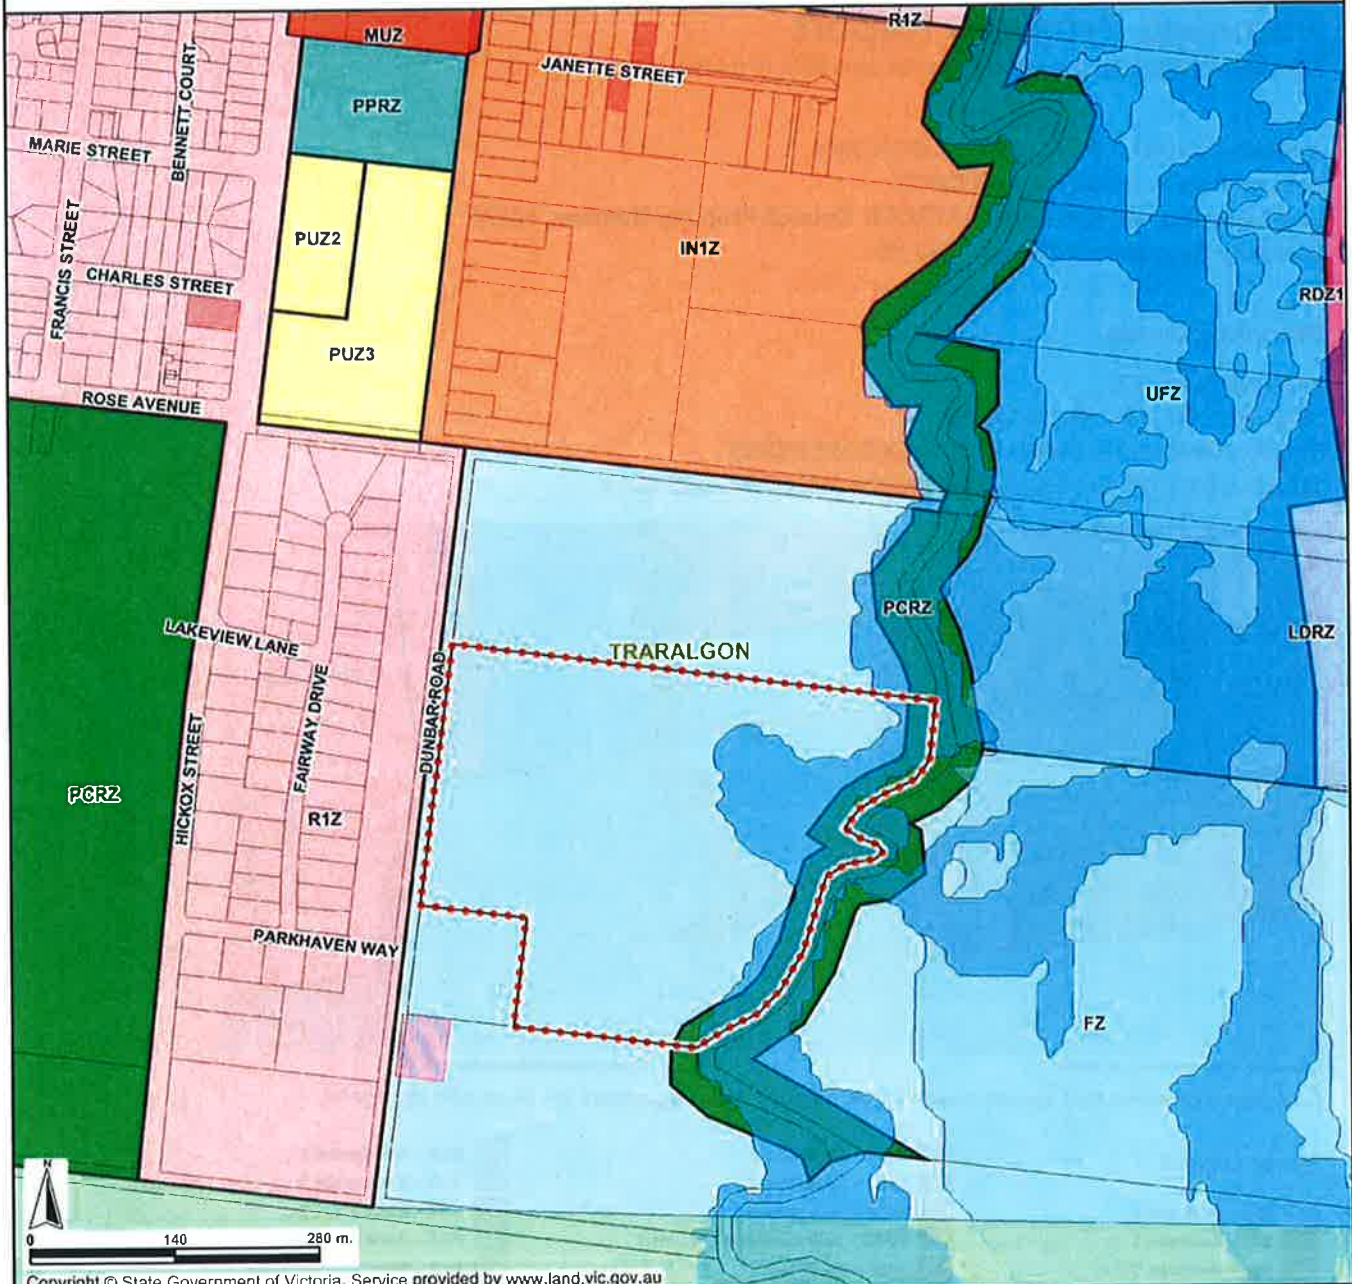 R1Z
MUZ
JANETTE STREET
BENNETT COURT
PPRZ
MARIE STREET
PUZ2
IN1Z
FRANCIS STREET
CHARLES STREET
RDZ1
PUZ3
UFZ
ROSE AVENUE
PCRZ
LAKEVIEW LANE
TRARALGON
LDRZ
DUNBAR ROAD
FAIRWAY DRIVE
HICKOX STREET
PCRZ
R1Z
PARKHAVEN WAY
FZ
N
0 140 280 m.
Copyright © State Government of Victoria. Service provided by www.land.vic.gov.au